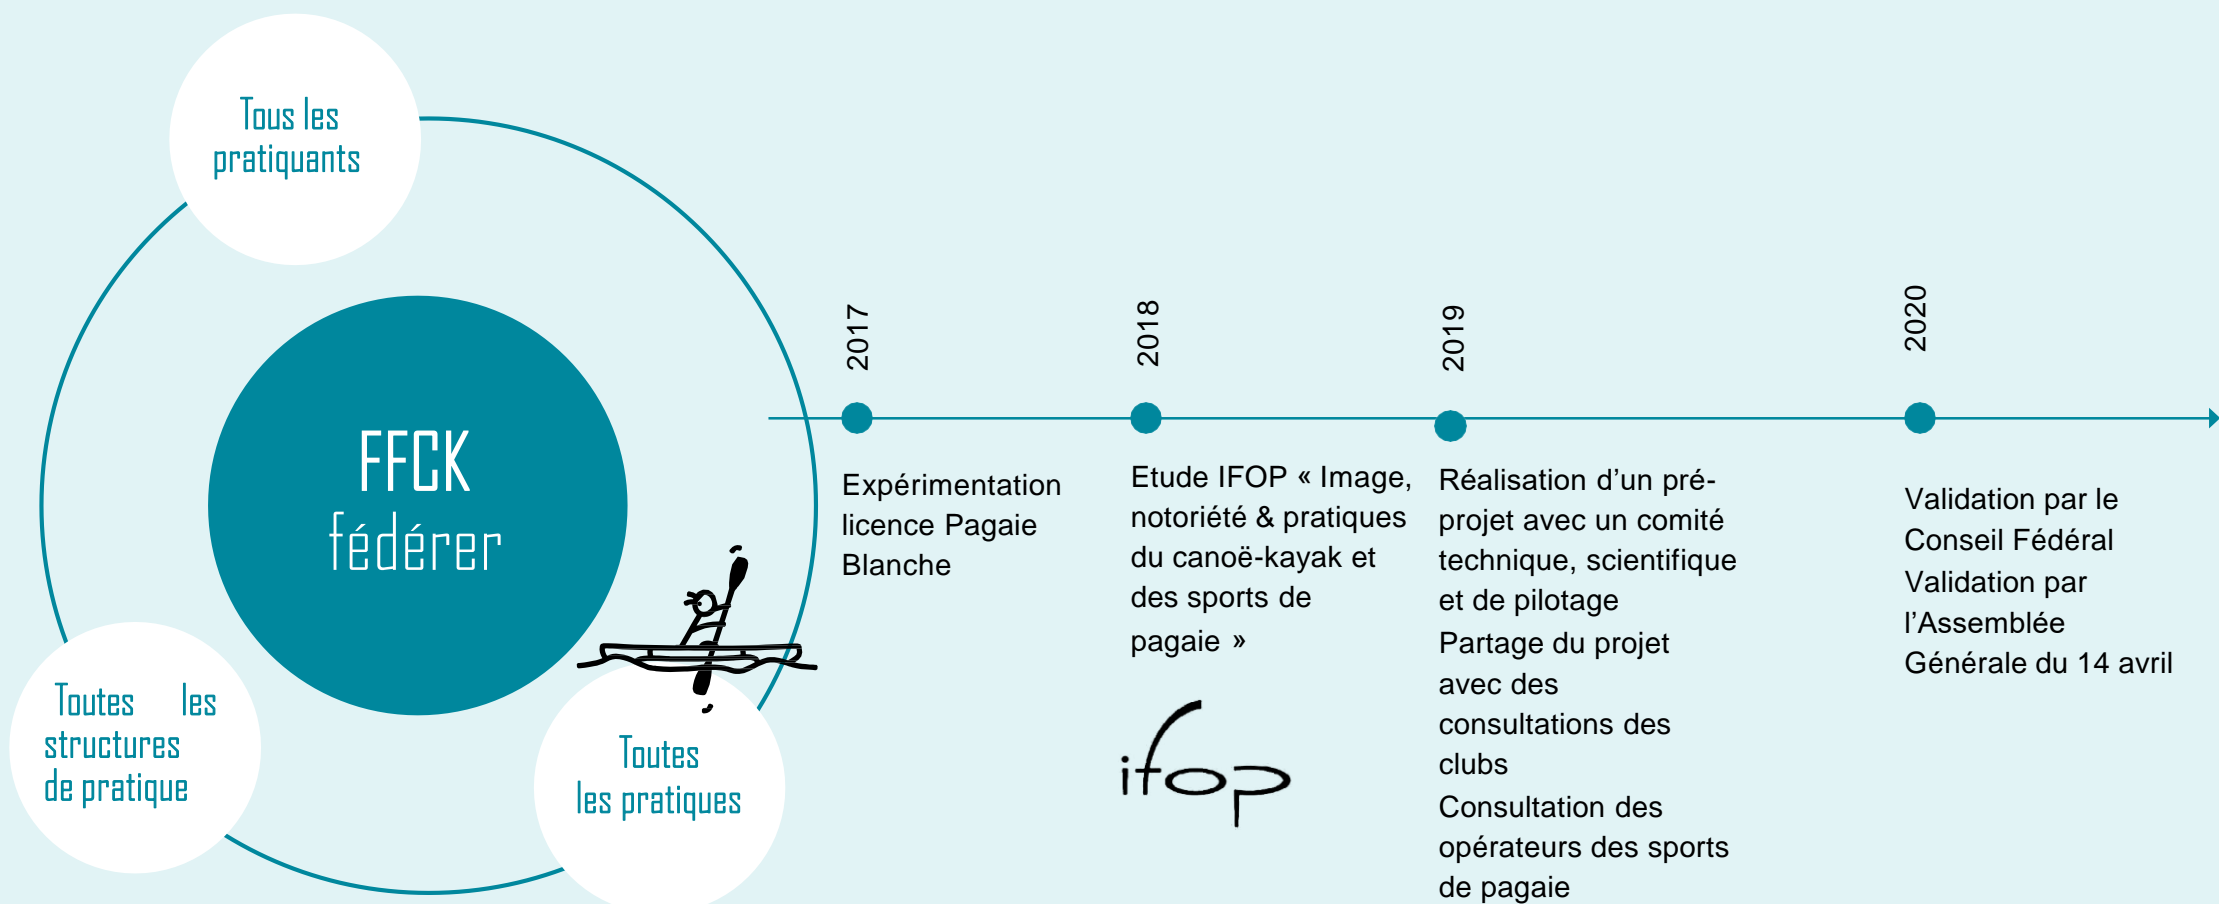 Tous les
pratiquants
FFCK
fédérer
Toutes les
structures
de pratique
Toutes
les pratiques
2017
Expérimentation
licence Pagaie
Blanche
2018
Etude IFOP « Image,
notoriété & pratiques
du canoë-kayak et
des sports de
pagaie »
ifop
2019
Réalisation d’un pré-
projet avec un comité
technique, scientifique
et de pilotage
Partage du projet
avec des
consultations des
clubs
Consultation des
opérateurs des sports
de pagaie
2020
Validation par le
Conseil Fédéral
Validation par
l’Assemblée
Générale du 14 avril